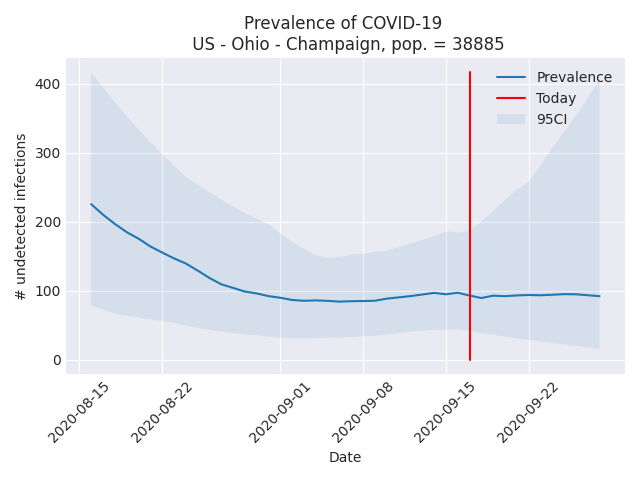 Prevalence of COVID-19
US - Ohio - Champaign, pop. = 38885
Prevalence
Today
95CI
# undetected infections
400
300
200
100
0
2020-08-15
2020-08-22
2020-09-01
2020-09-08
2020-09-15
2020-09-22
Date